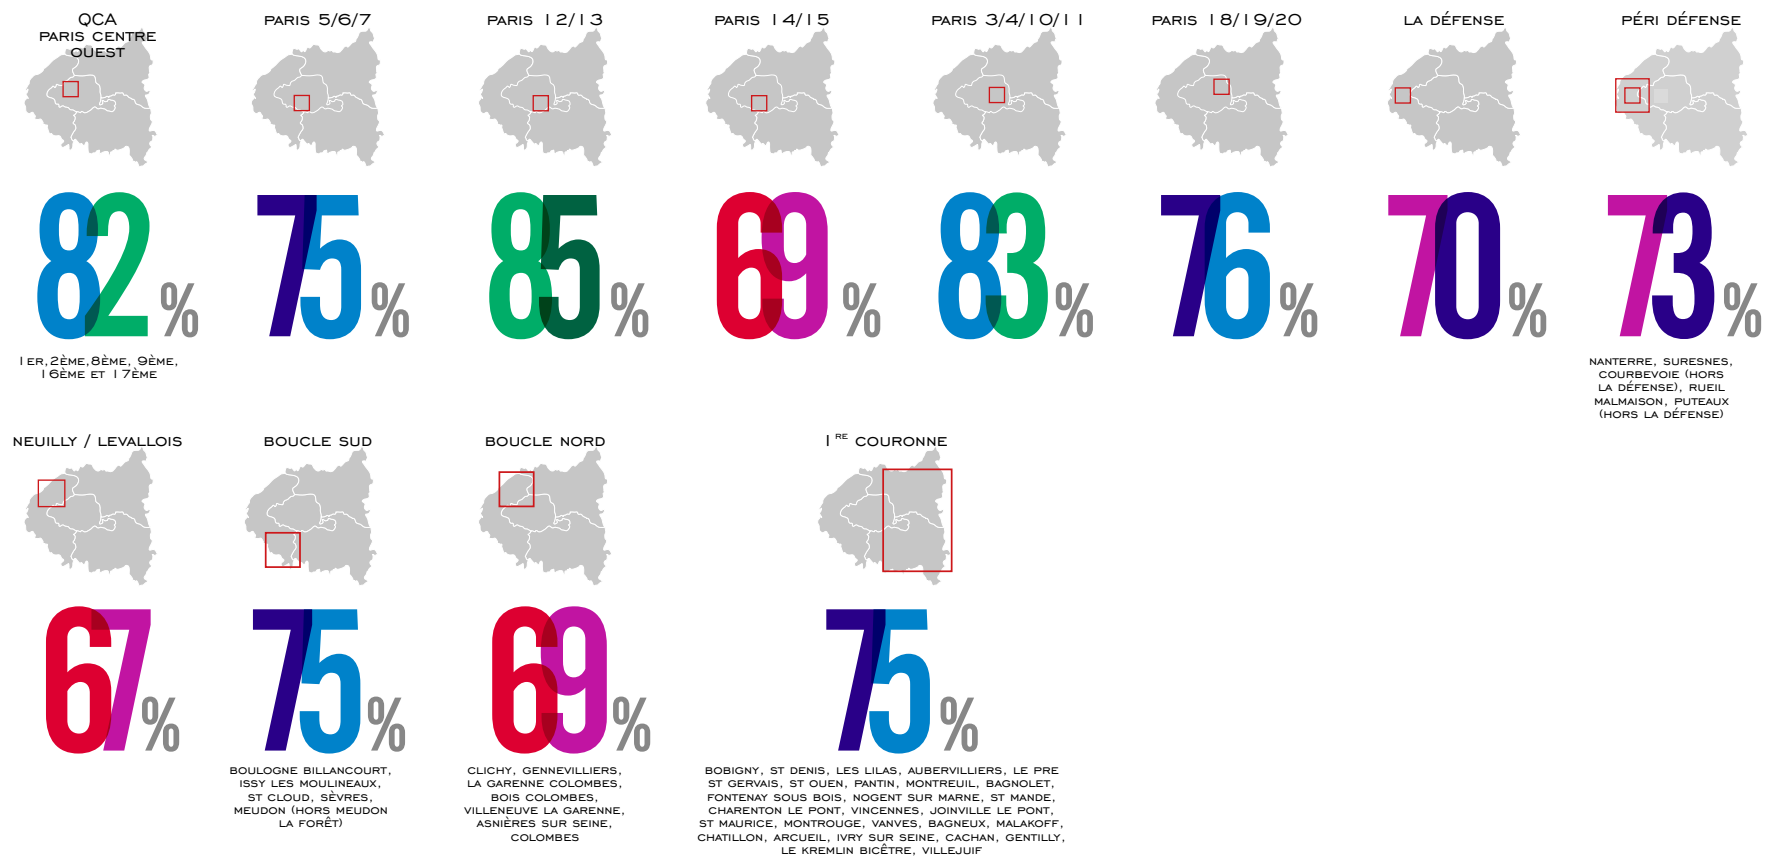 QCA
PARIS CENTRE
OUEST
82%
1ER,2ÈME,8ÈME, 9ÈME,
16ÈME ET 17ÈME
PARIS 5/6/7
75%
PARIS 12/13
85%
PARIS 14/15
69%
PARIS 3/4/10/11
83%
PARIS 18/19/20
76%
LA DÉFENSE
70%
PÉRI DÉFENSE
73%
NANTERRE, SURESNES,
COURBEVOIE (HORS
LA DÉFENSE), RUEIL
MALMAISON, PUTEAUX
(HORS LA DÉFENSE)
NEUILLY / LEVALLOIS
67%
BOUCLE SUD
75%
BOULOGNE BILLANCOURT,
ISSY LES MOULINEAUX,
ST CLOUD, SÈVRES,
MEUDON (HORS MEUDON
LA FORÊT)
BOUCLE NORD
69%
CLICHY, GENNEVILLIERS,
LA GARENNE COLOMBES,
BOIS COLOMBES,
VILLENEUVE LA GARENNE,
ASNIÈRES SUR SEINE,
COLOMBES
1RE COURONNE
75%
BOBIGNY, ST DENIS, LES LILAS, AUBERVILLIERS, LE PRE
ST GERVAIS, ST OUEN, PANTIN, MONTREUIL, BAGNOLET,
FONTENAY SOUS BOIS, NOGENT SUR MARNE, ST MANDE,
CHARENTON LE PONT, VINCENNES, JOINVILLE LE PONT,
ST MAURICE, MONTROUGE, VANVES, BAGNEUX, MALAKOFF,
CHATILLON, ARCUEIL, IVRY SUR SEINE, CACHAN, GENTILLY,
LE KREMLIN BICÊTRE, VILLEJUIF